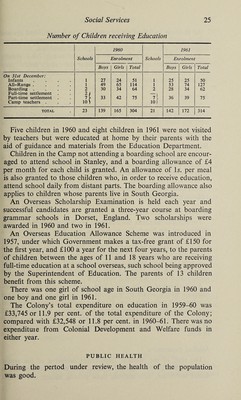 Social Services 25
Number of Children receiving Education
1960 1961
Schools Enrolment Schools Enrolment
Boys Girls Total Boys Girls Total
On 31st December:
Infants 1 27 24 51 1 25 25 50
All-Range 1 49 65 114 1 53 74 127
Boarding 2 30 34 64 2 28 34 62
Full-time settlement 2
Part-time settlement 7 33 42 75 7 36 39 75
Camp teachers 10 10
TOTAL 23 139 165 304 21 142 172 314
Five children in 1960 and eight children in 1961 were not visited
by teachers but were educated at home by their parents with the
aid of guidance and materials from the Education Department.
Children in the Camp not attending a boarding school are encour-
aged to attend school in Stanley, and a boarding allowance of £4
per month for each child is granted. An allowance of 1s. per meal
is also granted to those children who, in order to receive education,
attend school daily from distant parts. The boarding allowance also
applies to children whose parents live in South Georgia.
An Overseas Scholarship Examination is held each year and
successful candidates are granted a three-year course at boarding
grammar schools in Dorset, England. Two scholarships were
awarded in 1960 and two in 1961.
An Overseas Education Allowance Scheme was introduced in
1957, under which Government makes a tax-free grant of £150 for
the first year, and £100 a year for the next four years, to the parents
of children between the ages of 11 and 18 years who are receiving
full-time education at a school overseas, such school being approved
by the Superintendent of Education. The parents of 13 children
benefit from this scheme.
There was one girl of school age in South Georgia in 1960 and
one boy and one girl in 1961.
The Colony's total expenditure on education in 1959-60 was
£33,745 or 11.9 per cent. of the total expenditure of the Colony;
compared with £32,548 or 11.8 per cent. in 1960-61. There was no
expenditure from Colonial Development and Welfare funds in
either year.
PUBLIC HEALTH
During the period under review, the health of the population
was good.